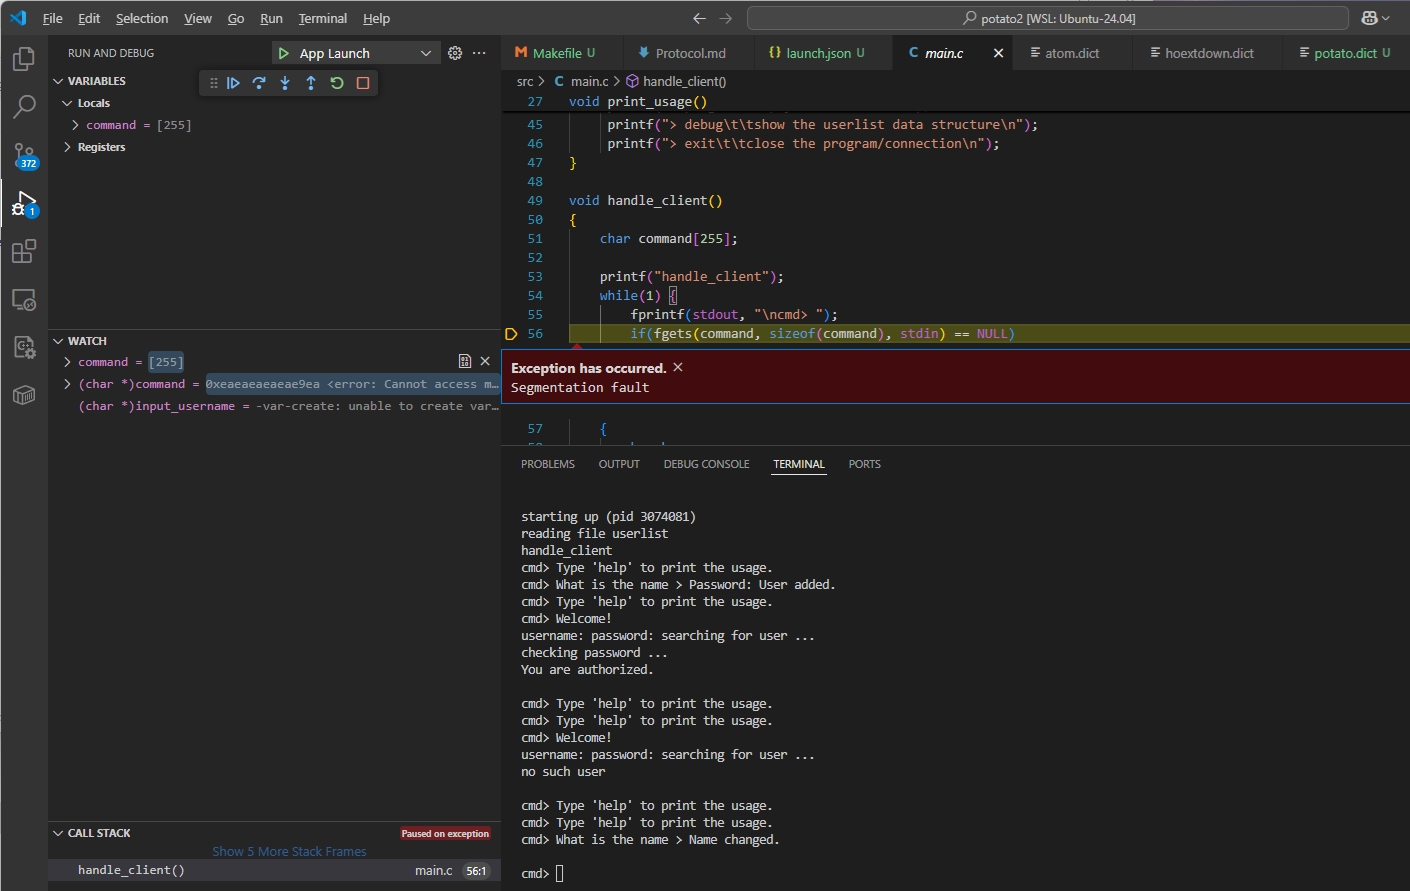 File Edit Selection View Go Run Terminal Help
potato2 [WSL: Ubuntu-24.04]
RUN AND DEBUG
App Launch
Makefile U
Protocol.md
launch.json U
main.c
atom.dict
hoextdown.dict
potato.dict U
src > main.c > handle_client()
VARIABLES
Locals
command = [255]
Registers
372
1
27 void print_usage()
45 printf("> debug\t\tshow the userlist data structure\n");
46 printf("> exit\t\tclose the program/connection\n");
47 }
48
49 void handle_client()
50 {
51 char command[255];
52
53 printf("handle_client");
54 while(1) {
55 fprintf(stdout, "\ncmd> ");
56 if(fgets(command, sizeof(command), stdin) == NULL)
Exception has occurred.
Segmentation fault
57 {
WATCH
command = [255]
(char *)command = 0xeaeaeaeaeae9ea <error: Cannot access m…
(char *)input_username = -var-create: unable to create var…
PROBLEMS OUTPUT DEBUG CONSOLE TERMINAL PORTS
starting up (pid 3074081)
reading file userlist
handle_client
cmd> Type 'help' to print the usage.
cmd> What is the name > Password: User added.
cmd> Type 'help' to print the usage.
cmd> Welcome!
username: password: searching for user ...
checking password ...
You are authorized.
cmd> Type 'help' to print the usage.
cmd> Type 'help' to print the usage.
cmd> Welcome!
username: password: searching for user ...
no such user
cmd> Type 'help' to print the usage.
cmd> Type 'help' to print the usage.
cmd> What is the name > Name changed.
cmd>
CALL STACK
Paused on exception
Show 5 More Stack Frames
handle_client() main.c 56:1